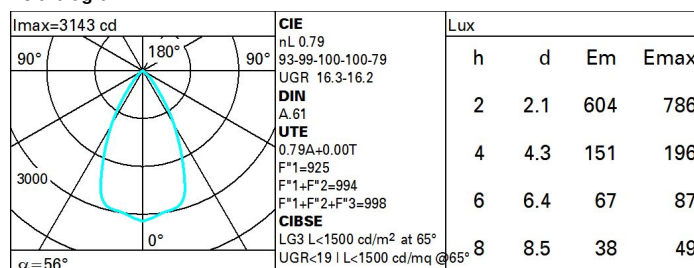 Imax=3143 cd
90°
180°
90°
3000
0°
α=56°
CIE
nL 0.79
93-99-100-100-79
UGR 16.3-16.2
DIN
A.61
UTE
0.79A+0.00T
F"1=925
F"1+F"2=994
F"1+F"2+F"3=998
CIBSE
LG3 L<1500 cd/m² at 65°
UGR<19 | L<1500 cd/mq @65°
Lux
h d Em Emax
2 2.1 604 786
4 4.3 151 196
6 6.4 67 87
8 8.5 38 49